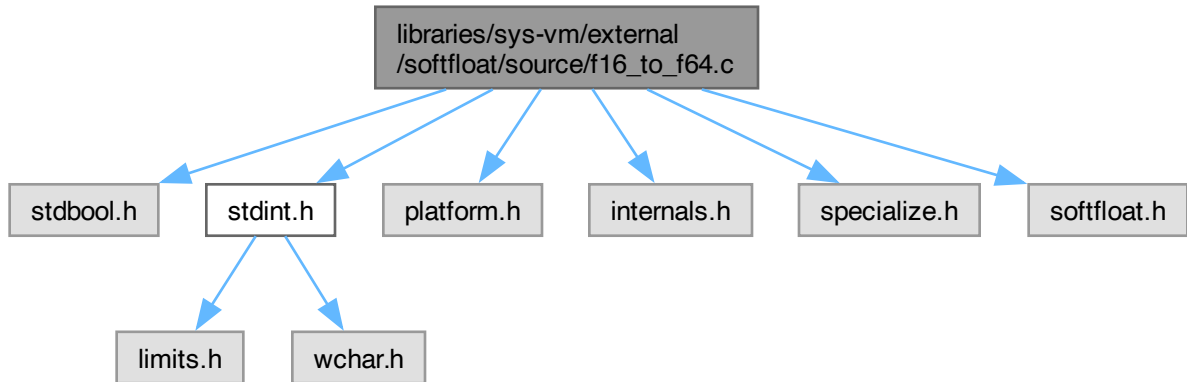 libraries/sys-vm/external
/softfloat/source/f16_to_f64.c
stdbool.h
stdint.h
platform.h
internals.h
specialize.h
softfloat.h
limits.h
wchar.h